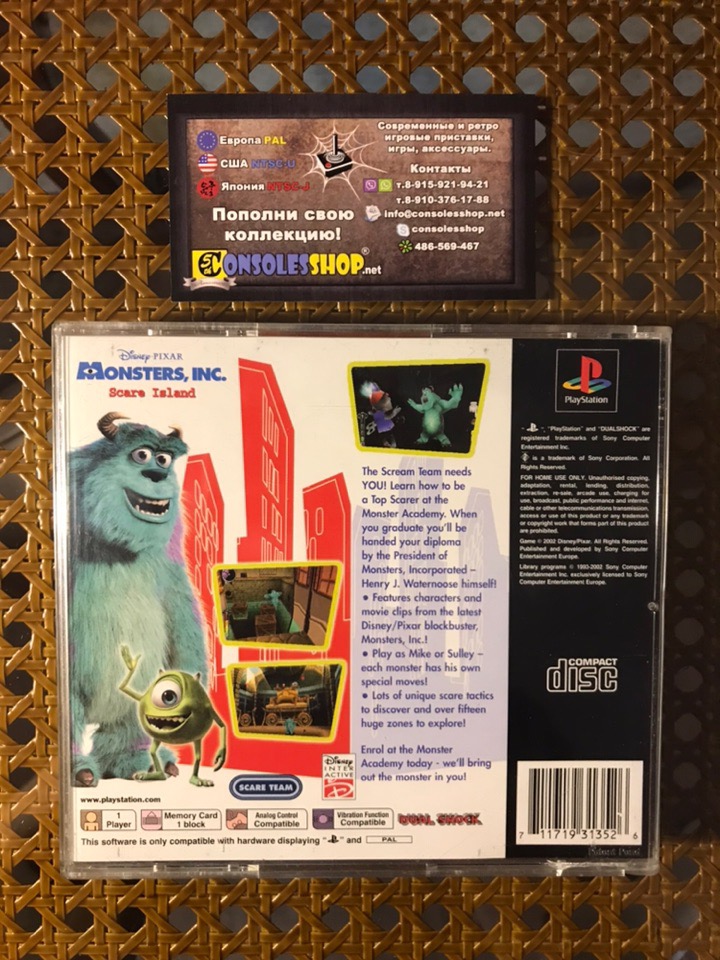 Современные и ретро
игровые приставки,
игры, аксессуары.
Европа PAL
США NTSC-U
Япония NTSC-J
Пополни свою
коллекцию!
CONSOLESSHOP.net
Контакты
т.8-915-921-94-21
т.8-910-376-17-88
info@consolesshop.net
consolesshop
486-569-467
Disney·PIXAR
MONSTERS, INC.
Scare Island
The Scream Team needs
YOU! Learn how to be
a Top Scarer at the
Monster Academy. When
you graduate you'll be
handed your diploma
by the President of
Monsters, Incorporated –
Henry J. Waternoose himself!
• Features characters and
movie clips from the latest
Disney/Pixar blockbuster,
Monsters, Inc.!
• Play as Mike or Sulley –
each monster has his own
special moves!
• Lots of unique scare tactics
to discover and over fifteen
huge zones to explore!
Enrol at the Monster
Academy today - we'll bring
out the monster in you!
SCARE TEAM
Disney
INTER
ACTIVE
www.playstation.com
1
Player
Memory Card
1 block
Analog Control
Compatible
Vibration Function
Compatible
DUAL SHOCK
This software is only compatible with hardware displaying " " and PAL
PlayStation
" ", "PlayStation" and "DUALSHOCK" are
registered trademarks of Sony Computer
Entertainment Inc.
is a trademark of Sony Corporation. All
Rights Reserved.
FOR HOME USE ONLY. Unauthorised copying,
adaptation, rental, lending, distribution,
extraction, re-sale, arcade use, charging for
use, broadcast, public performance and internet,
cable or other telecommunications transmission,
access or use of this product or any trademark
or copyright work that forms part of this product
are prohibited.
Game © 2002 Disney/Pixar. All Rights Reserved.
Published and developed by Sony Computer
Entertainment Europe.
Library programs © 1993-2002 Sony Computer
Entertainment Inc. exclusively licensed to Sony
Computer Entertainment Europe.
COMPACT
disc
7 11719 31352 6